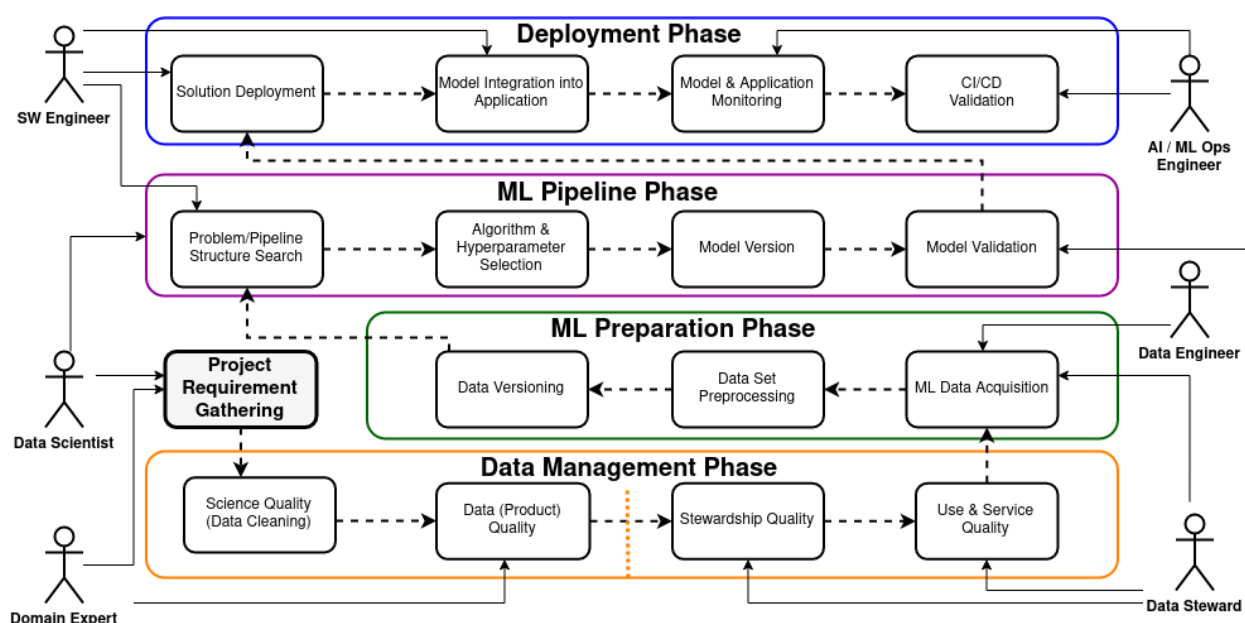 Deployment Phase
SW Engineer
Solution Deployment
Model Integration into
Application
Model & Application
Monitoring
CI/CD
Validation
AI / ML Ops
Engineer
ML Pipeline Phase
Problem/Pipeline
Structure Search
Algorithm &
Hyperparameter
Selection
Model Version
Model Validation
ML Preparation Phase
Data Engineer
Project
Requirement
Gathering
Data Versioning
Data Set
Preprocessing
ML Data Acquisition
Data Scientist
Data Management Phase
Science Quality
(Data Cleaning)
Data (Product)
Quality
Stewardship Quality
Use & Service
Quality
Domain Expert
Data Steward